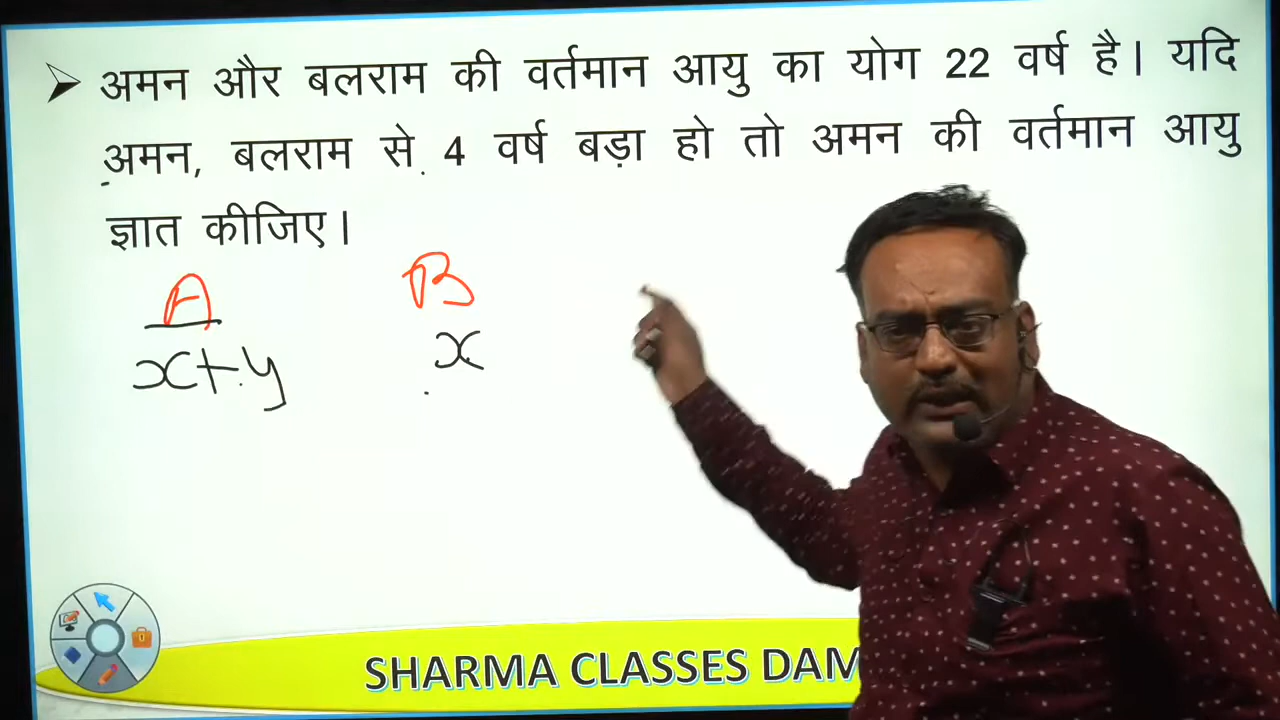 अमन और बलराम की वर्तमान आयु का योग 22 वर्ष है। यदि
अमन, बलराम से 4 वर्ष बड़ा हो तो अमन की वर्तमान आयु
ज्ञात कीजिए।
A B
x+y x
SHARMA CLASSES DAM